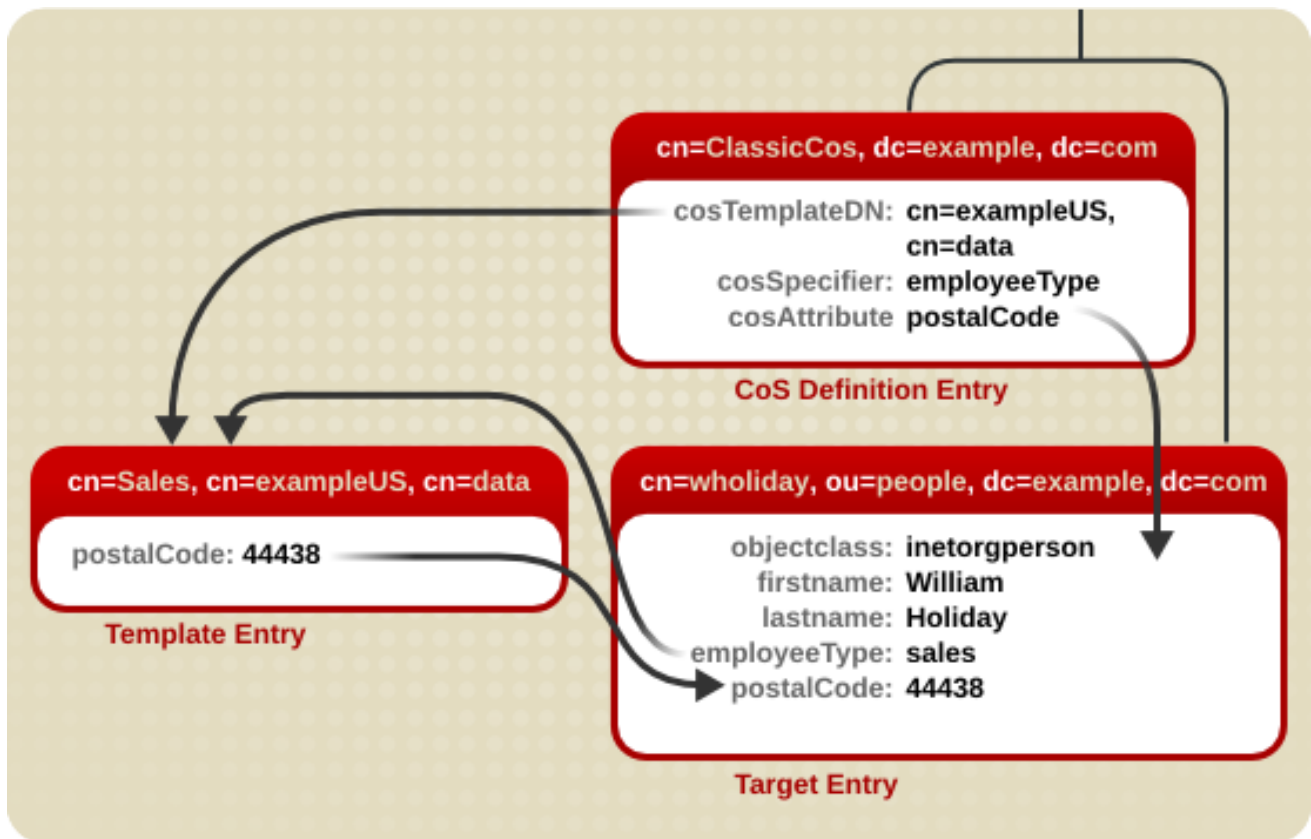 cn=ClassicCos, dc=example, dc=com
cosTemplateDN: cn=exampleUS,
cn=data
cosSpecifier: employeeType
cosAttribute postalCode
CoS Definition Entry
cn=Sales, cn=exampleUS, cn=data
postalCode: 44438
Template Entry
cn=wholiday, ou=people, dc=example, dc=com
objectclass: inetorgperson
firstname: William
lastname: Holiday
employeeType: sales
postalCode: 44438
Target Entry